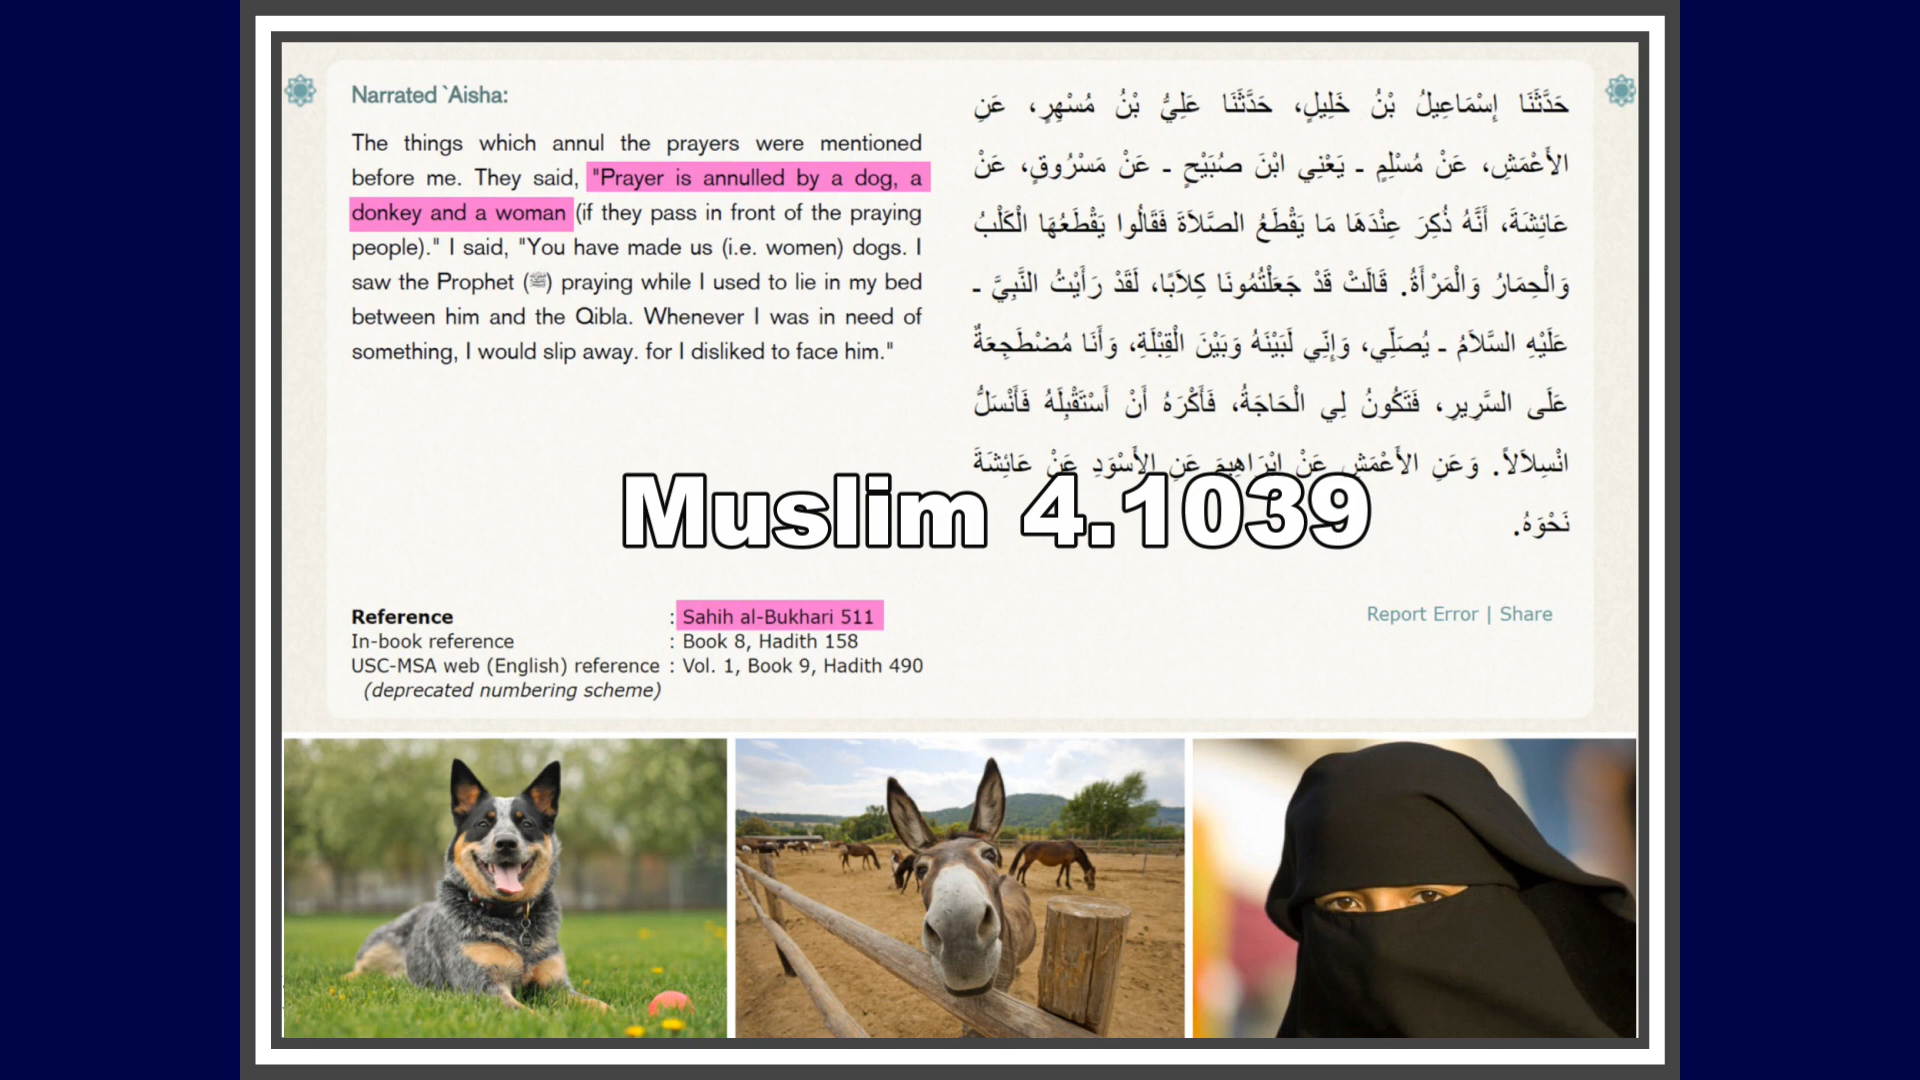 Narrated `Aisha:
The things which annul the prayers were mentioned
before me. They said, "Prayer is annulled by a dog, a
donkey and a woman (if they pass in front of the praying
people)." I said, "You have made us (i.e. women) dogs. I
saw the Prophet (ﷺ) praying while I used to lie in my bed
between him and the Qibla. Whenever I was in need of
something, I would slip away. for I disliked to face him."
حَدَّثَنَا إِسْمَاعِيلُ بْنُ خَلِيلٍ، حَدَّثَنَا عَلِيُّ بْنُ مُسْهِرٍ، عَنِ
الأَعْمَشِ، عَنْ مُسْلِمٍ ـ يَعْنِي ابْنَ صُبَيْحٍ ـ عَنْ مَسْرُوقٍ، عَنْ
عَائِشَةَ، أَنَّهُ ذُكِرَ عِنْدَهَا مَا يَقْطَعُ الصَّلاَةَ فَقَالُوا يَقْطَعُهَا الْكَلْبُ
وَالْحِمَارُ وَالْمَرْأَةُ. قَالَتْ قَدْ جَعَلْتُمُونَا كِلاَبًا، لَقَدْ رَأَيْتُ النَّبِيَّ ـ
عَلَيْهِ السَّلاَمُ ـ يُصَلِّي، وَإِنِّي لَبَيْنَهُ وَبَيْنَ الْقِبْلَةِ، وَأَنَا مُضْطَجِعَةٌ
عَلَى السَّرِيرِ، فَتَكُونُ لِي الْحَاجَةُ، فَأَكْرَهُ أَنْ أَسْتَقْبِلَهُ فَأَنْسَلُّ
انْسِلاَلاً. وَعَنِ الأَعْمَشِ عَنْ إِبْرَاهِيمَ عَنِ الأَسْوَدِ عَنْ عَائِشَةَ
نَحْوَهُ.
Muslim 4.1039
Reference : Sahih al-Bukhari 511
In-book reference : Book 8, Hadith 158
USC-MSA web (English) reference : Vol. 1, Book 9, Hadith 490
(deprecated numbering scheme)
Report Error | Share